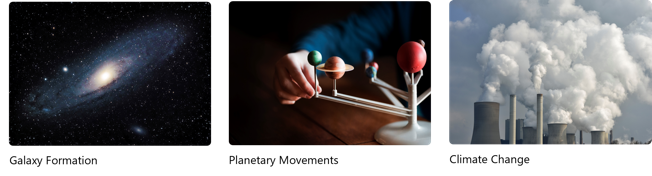 Galaxy Formation
Planetary Movements
Climate Change